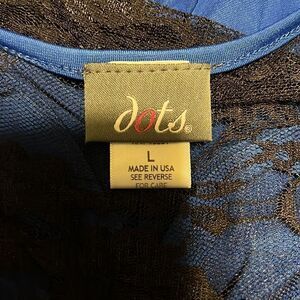 dots®
L
MADE IN USA
SEE REVERSE
FOR CARE